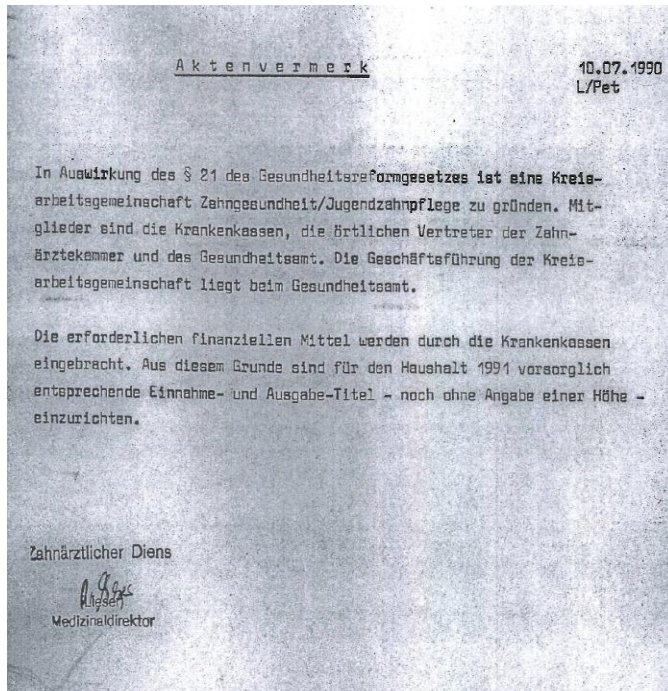 A k t e n v e r m e r k
10.07.1990
L/Pet
In Auswirkung des § 21 des Gesundheitsreformgesetzes ist eine Kreis-
arbeitsgemeinschaft Zahngesundheit/Jugendzahnpflege zu gründen. Mit-
glieder sind die Krankenkassen, die örtlichen Vertreter der Zahn-
ärztekammer und das Gesundheitsamt. Die Geschäftsführung der Kreis-
arbeitsgemeinschaft liegt beim Gesundheitsamt.
Die erforderlichen finanziellen Mittel werden durch die Krankenkassen
eingebracht. Aus diesem Grunde sind für den Haushalt 1991 vorsorglich
entsprechende Einnahme- und Ausgabe-Titel - noch ohne Angabe einer Höhe -
einzurichten.
Zahnärztlicher Diens
Medizinaldirektor